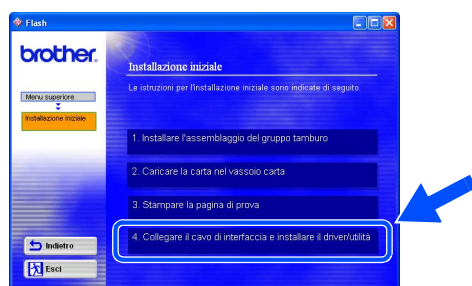 Flash
brother.
Menu superiore
Installazione iniziale
Installazione iniziale
Le istruzioni per l'installazione iniziale sono indicate di seguito.
1. Installare l'assemblaggio del gruppo tamburo
2. Caricare la carta nel vassoio carta
3. Stampare la pagina di prova
4. Collegare il cavo di interfaccia e installare il driver/utilità
Indietro
Esci